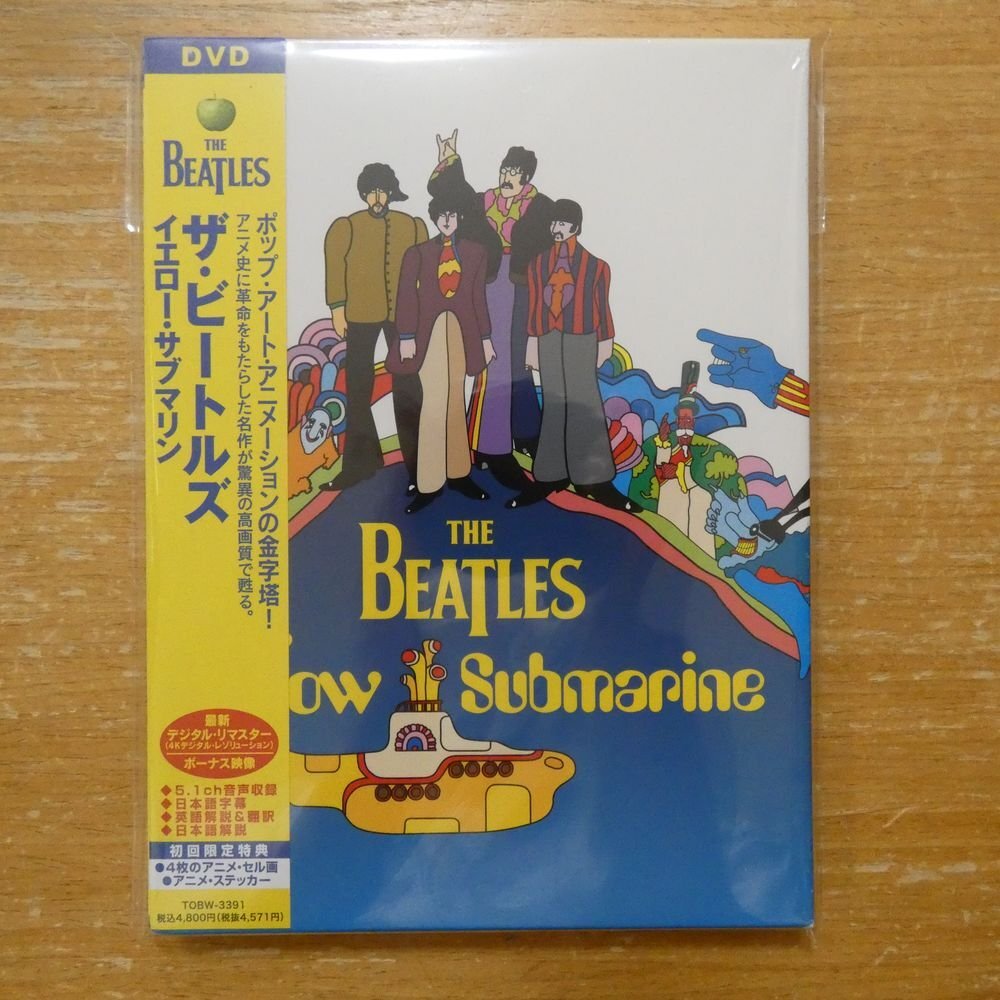 DVD
THE
BEATLES
ポップ・アート・アニメーションの金字塔!
アニメ史に革命をもたらした名作が驚異の高画質で甦る。
ザ・ビートルズ
イエロー・サブマリン
最新
デジタル・リマスター
(4Kデジタル・レゾリューション)
ボーナス映像
◆5.1ch音声収録
◆日本語字幕
◆英語解説&翻訳
◆日本語解説
初回限定特典
●4枚のアニメ・セル画
●アニメ・ステッカー
TOBW-3391
税込4,800円(税抜4,571円)
THE
BEATLES
ow Submarine